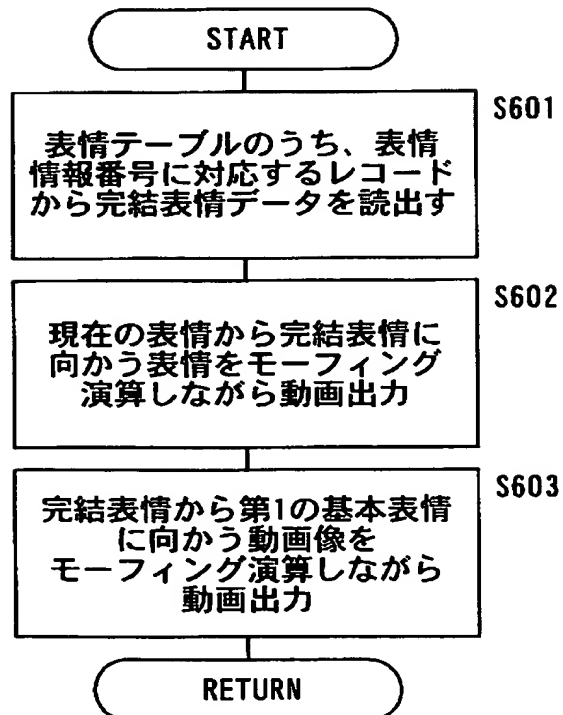 START
S601
表情テーブルのうち、表情
情報番号に対応するレコード
から完結表情データを読出す
S602
現在の表情から完結表情に
向かう表情をモーフィング
演算しながら動画出力
S603
完結表情から第1の基本表情
に向かう動画像を
モーフィング演算しながら
動画出力
RETURN